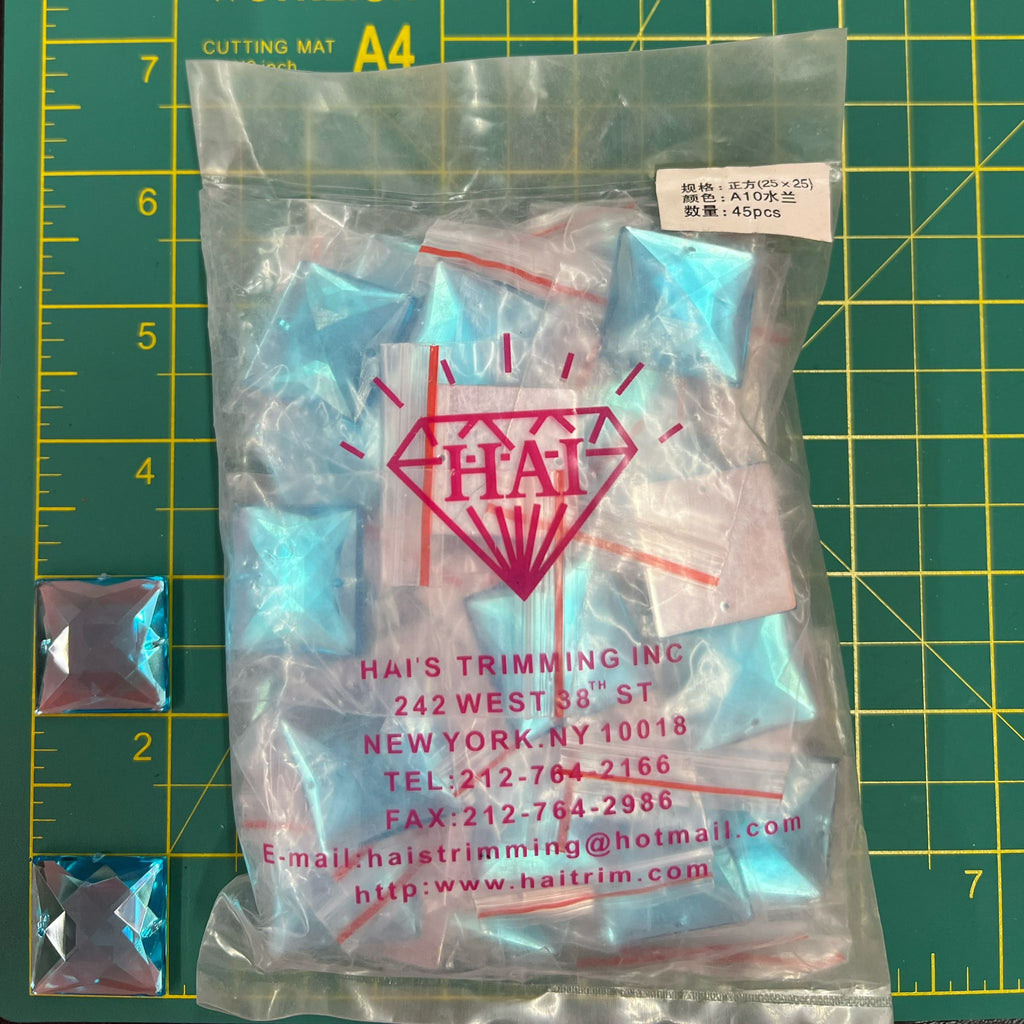 CUTTING MAT
A4
7
6
5
4
2
7
规格：正方(25×25)
颜色：A10水兰
数量：45pcs
H·A·I
HAI'S TRIMMING INC
242 WEST 38TH ST
NEW YORK.NY 10018
TEL:212-764-2166
FAX:212-764-2986
E-mail:haistrimming@hotmail.com
http:www.haitrim.com